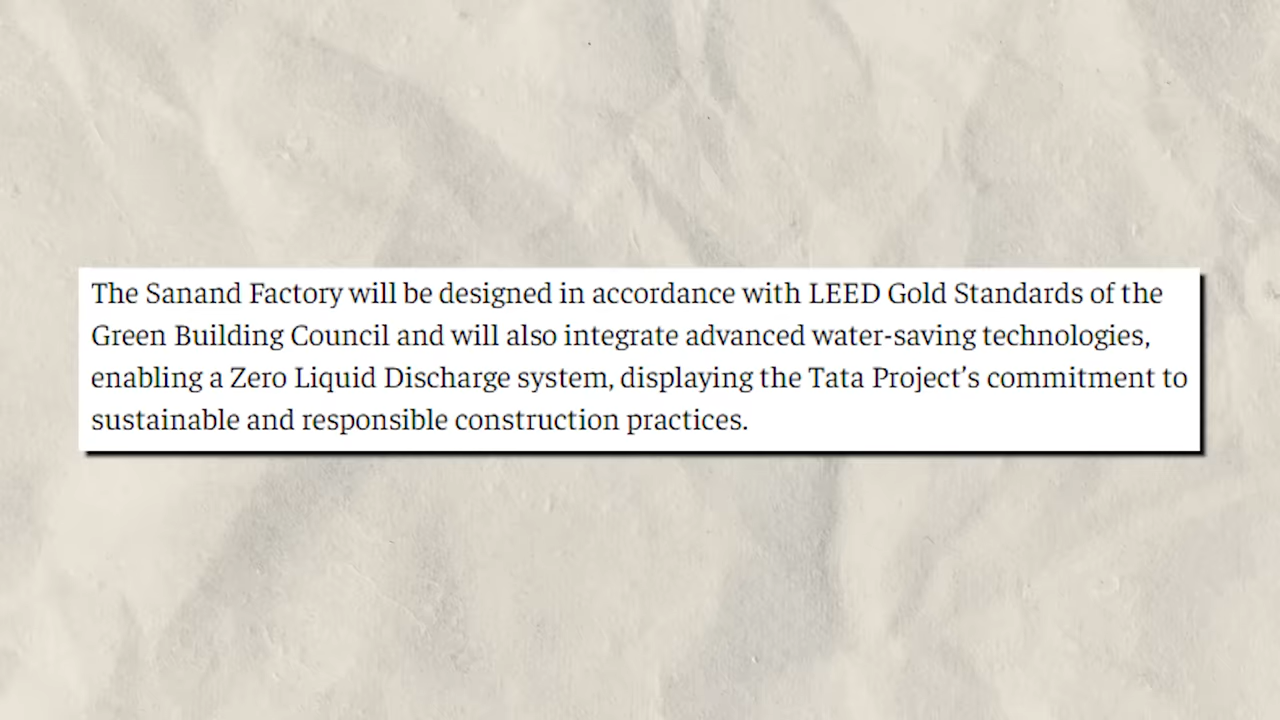 The Sanand Factory will be designed in accordance with LEED Gold Standards of the
Green Building Council and will also integrate advanced water-saving technologies,
enabling a Zero Liquid Discharge system, displaying the Tata Project’s commitment to
sustainable and responsible construction practices.